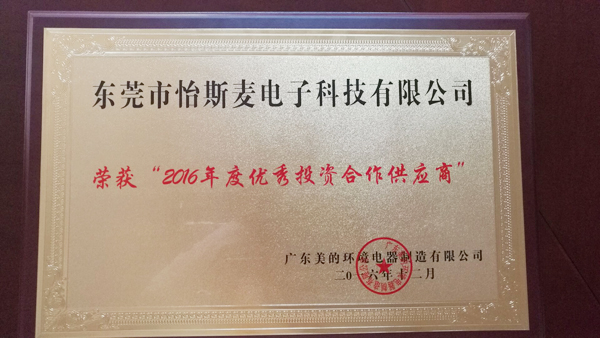 东莞市怡斯麦电子科技有限公司
荣获“2016年度优秀投资合作供应商”
广东美的环境电器制造有限公司
二〇一六年十二月